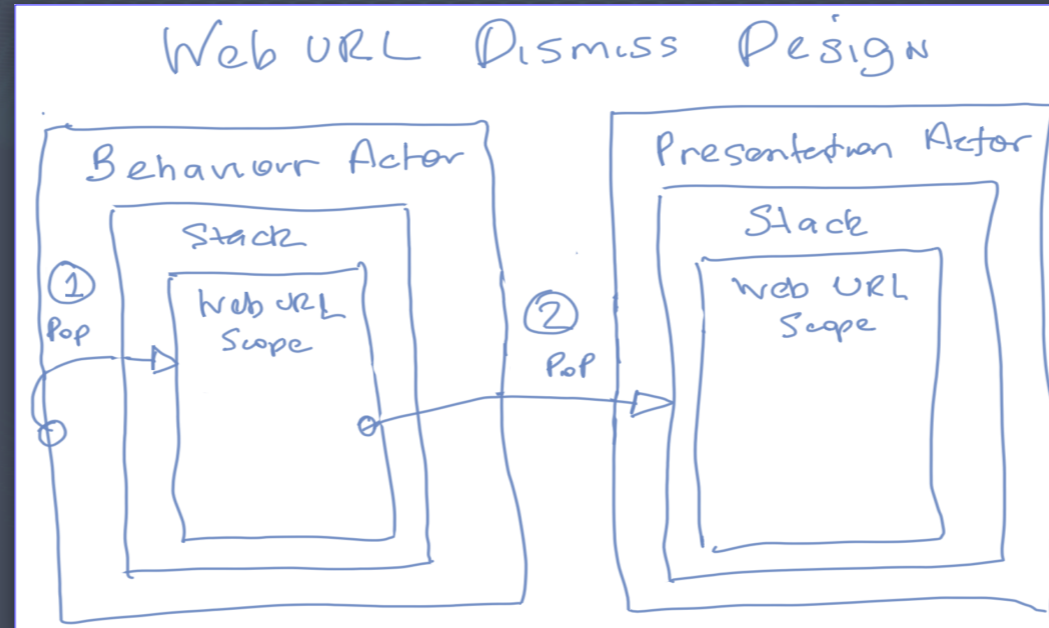 Web URL Dismiss Design
Behaviour Actor
Stack
Web URL
Scope
1
Pop
2
Pop
Presentation Actor
Stack
Web URL
Scope